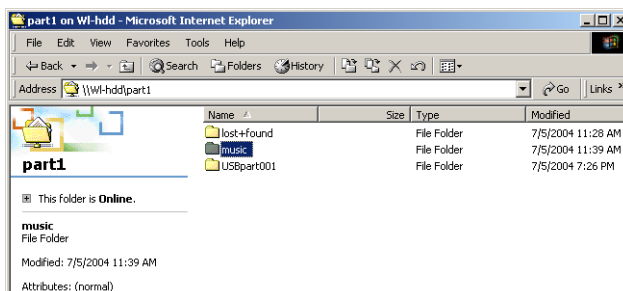 part1 on Wl-hdd - Microsoft Internet Explorer
File Edit View Favorites Tools Help
Back Search Folders History
Address \\Wl-hdd\part1 Go Links »
Name Size Type Modified
lost+found File Folder 7/5/2004 11:28 AM
music File Folder 7/5/2004 11:39 AM
USBpart001 File Folder 7/5/2004 7:26 PM
part1
This folder is Online.
music
File Folder
Modified: 7/5/2004 11:39 AM
Attributes: (normal)